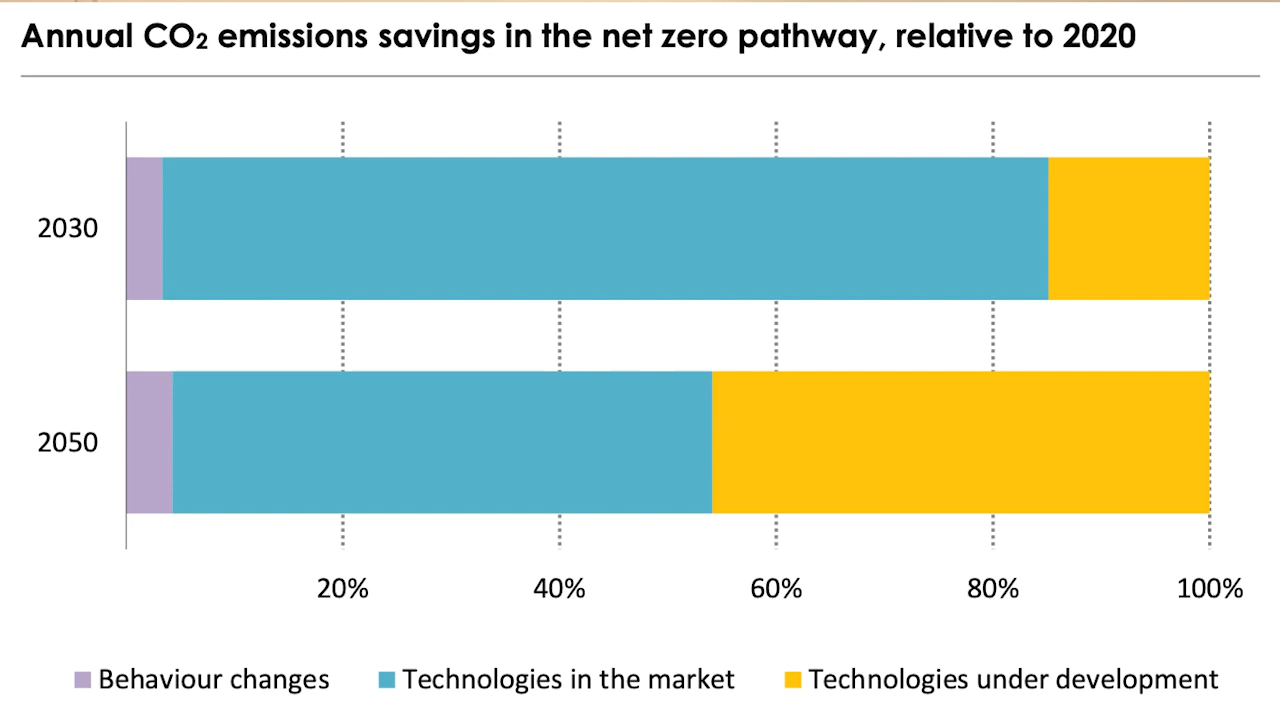 Annual CO₂ emissions savings in the net zero pathway, relative to 2020
2030
2050
20% 40% 60% 80% 100%
Behaviour changes Technologies in the market Technologies under development